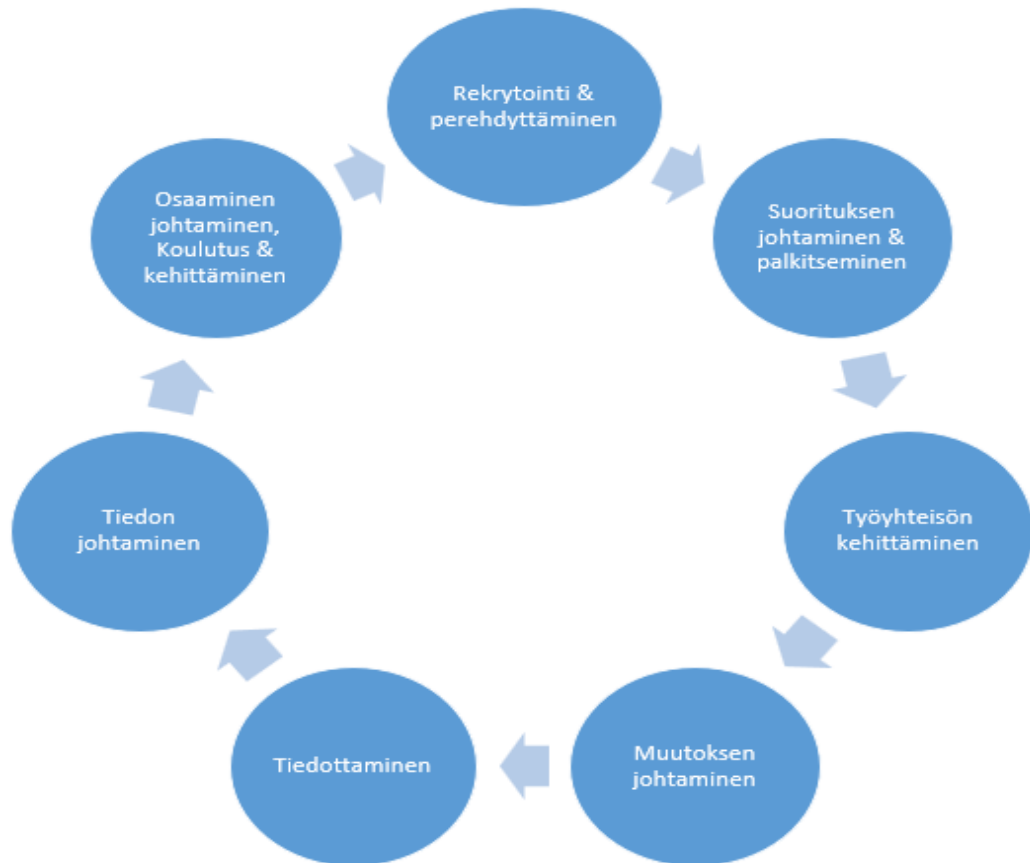 Rekrytointi &
perehdyttäminen
Suorituksen
johtaminen &
palkitseminen
Työyhteisön
kehittäminen
Muutoksen
johtaminen
Tiedottaminen
Tiedon
johtaminen
Osaaminen
johtaminen,
Koulutus &
kehittäminen